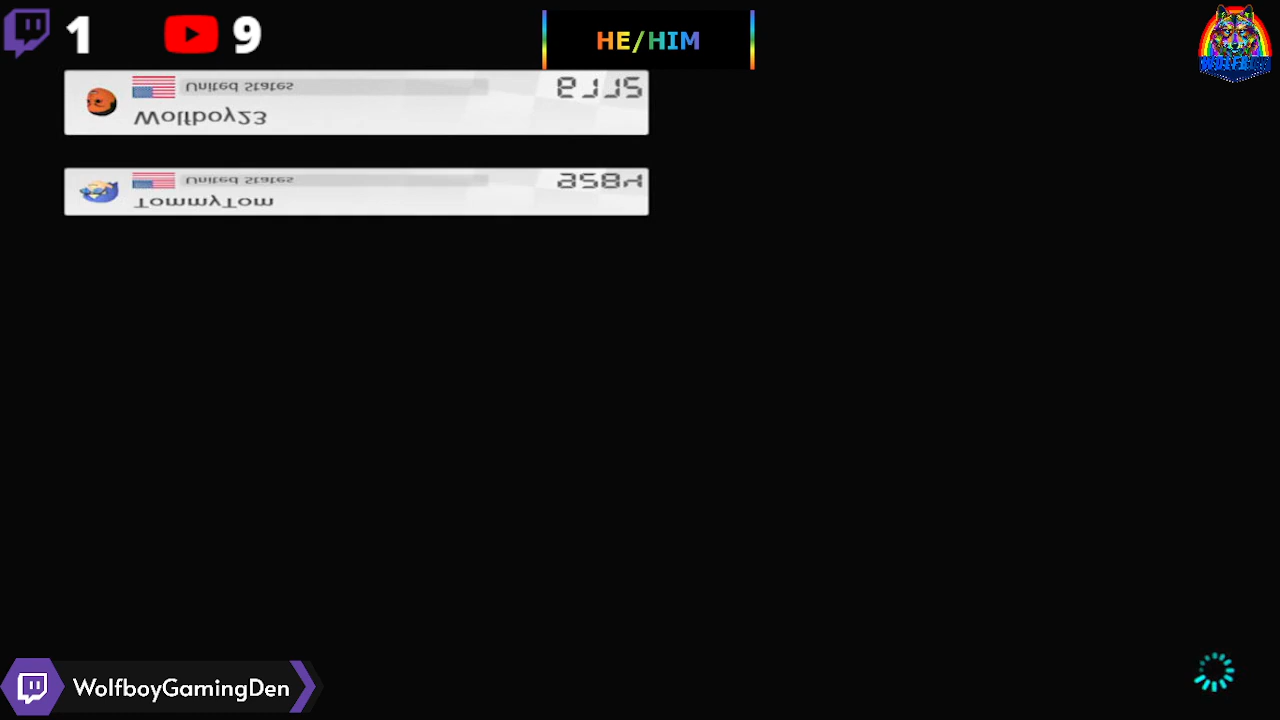 1
9
HE/HIM
United States
Wolfboy23
United States
TommyTom
WolfboyGamingDen